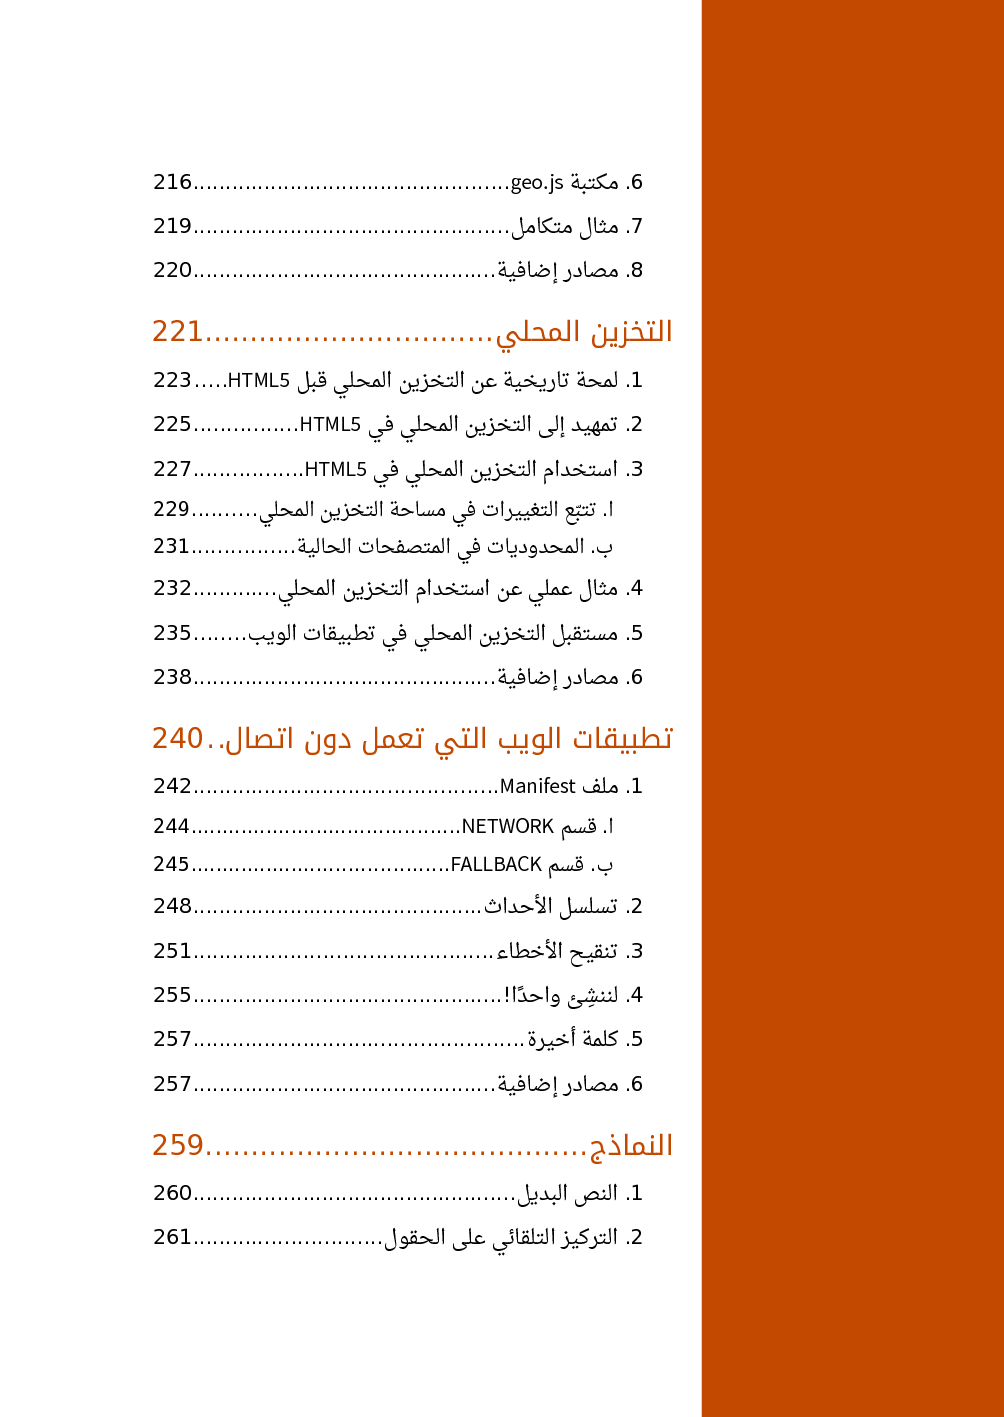 6. مكتبة geo.js.................................................216
7. مثال متكامل.................................................219
8. مصادر إضافية...............................................220
التخزين المحلي................................221
1. لمحة تاريخية عن التخزين المحلي قبل HTML5.....223
2. تمهيد إلى التخزين المحلي في HTML5................225
3. استخدام التخزين المحلي في HTML5.................227
ا. تتبّع التغييرات في مساحة التخزين المحلي...........229
ب. المحدوديات في المتصفحات الحالية.................231
4. مثال عملي عن استخدام التخزين المحلي.............232
5. مستقبل التخزين المحلي في تطبيقات الويب........235
6. مصادر إضافية...............................................238
تطبيقات الويب التي تعمل دون اتصال..240
1. ملف Manifest...............................................242
ا. قسم NETWORK............................................244
ب. قسم FALLBACK..........................................245
2. تسلسل الأحداث.............................................248
3. تنقيح الأخطاء..............................................251
4. لننشِئ واحدًا!................................................255
5. كلمة أخيرة...................................................257
6. مصادر إضافية...............................................257
النماذج..........................................259
1. النص البديل..................................................260
2. التركيز التلقائي على الحقول.............................261